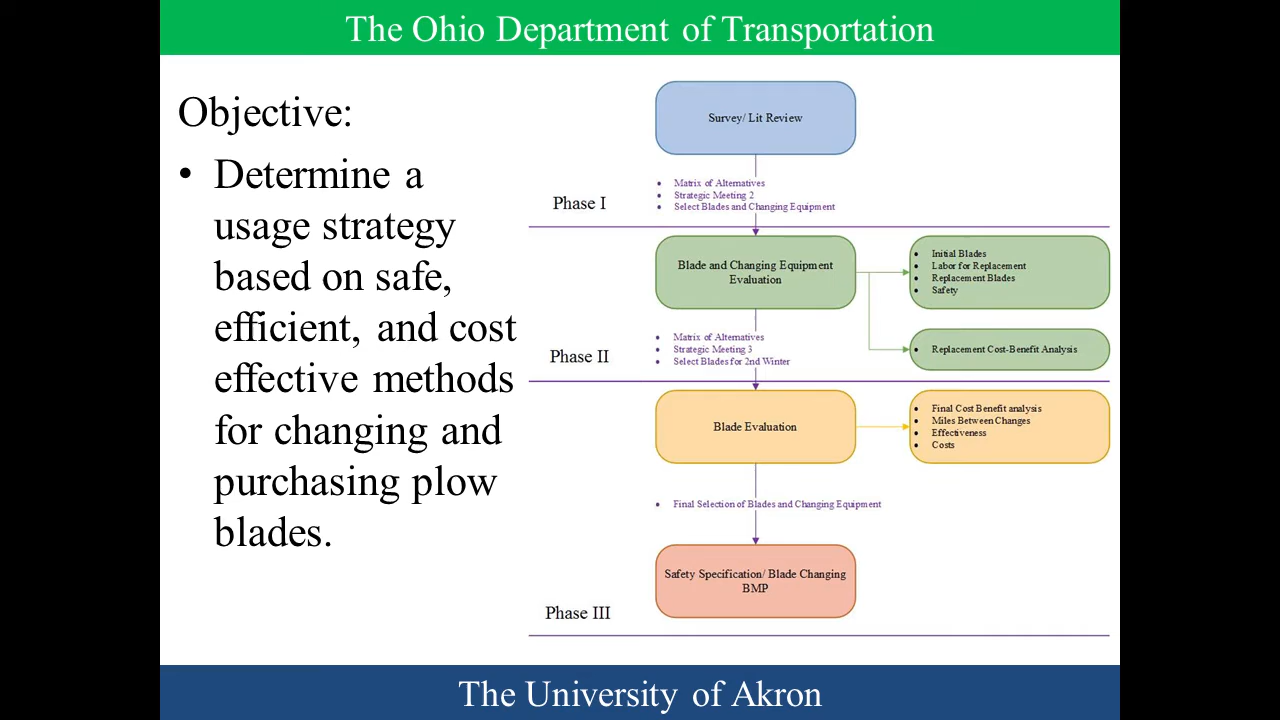 The Ohio Department of Transportation
Objective:
• Determine a
usage strategy
based on safe,
efficient, and cost
effective methods
for changing and
purchasing plow
blades.
Survey/ Lit Review
• Matrix of Alternatives
• Strategic Meeting 2
• Select Blades and Changing Equipment
Phase I
Blade and Changing Equipment
Evaluation
• Initial Blades
• Labor for Replacement
• Replacement Blades
• Safety
• Replacement Cost-Benefit Analysis
• Matrix of Alternatives
• Strategic Meeting 3
• Select Blades for 2nd Winter
Phase II
Blade Evaluation
• Final Cost Benefit analysis
• Miles Between Changes
• Effectiveness
• Costs
• Final Selection of Blades and Changing Equipment
Safety Specification/ Blade Changing
BMP
Phase III
The University of Akron